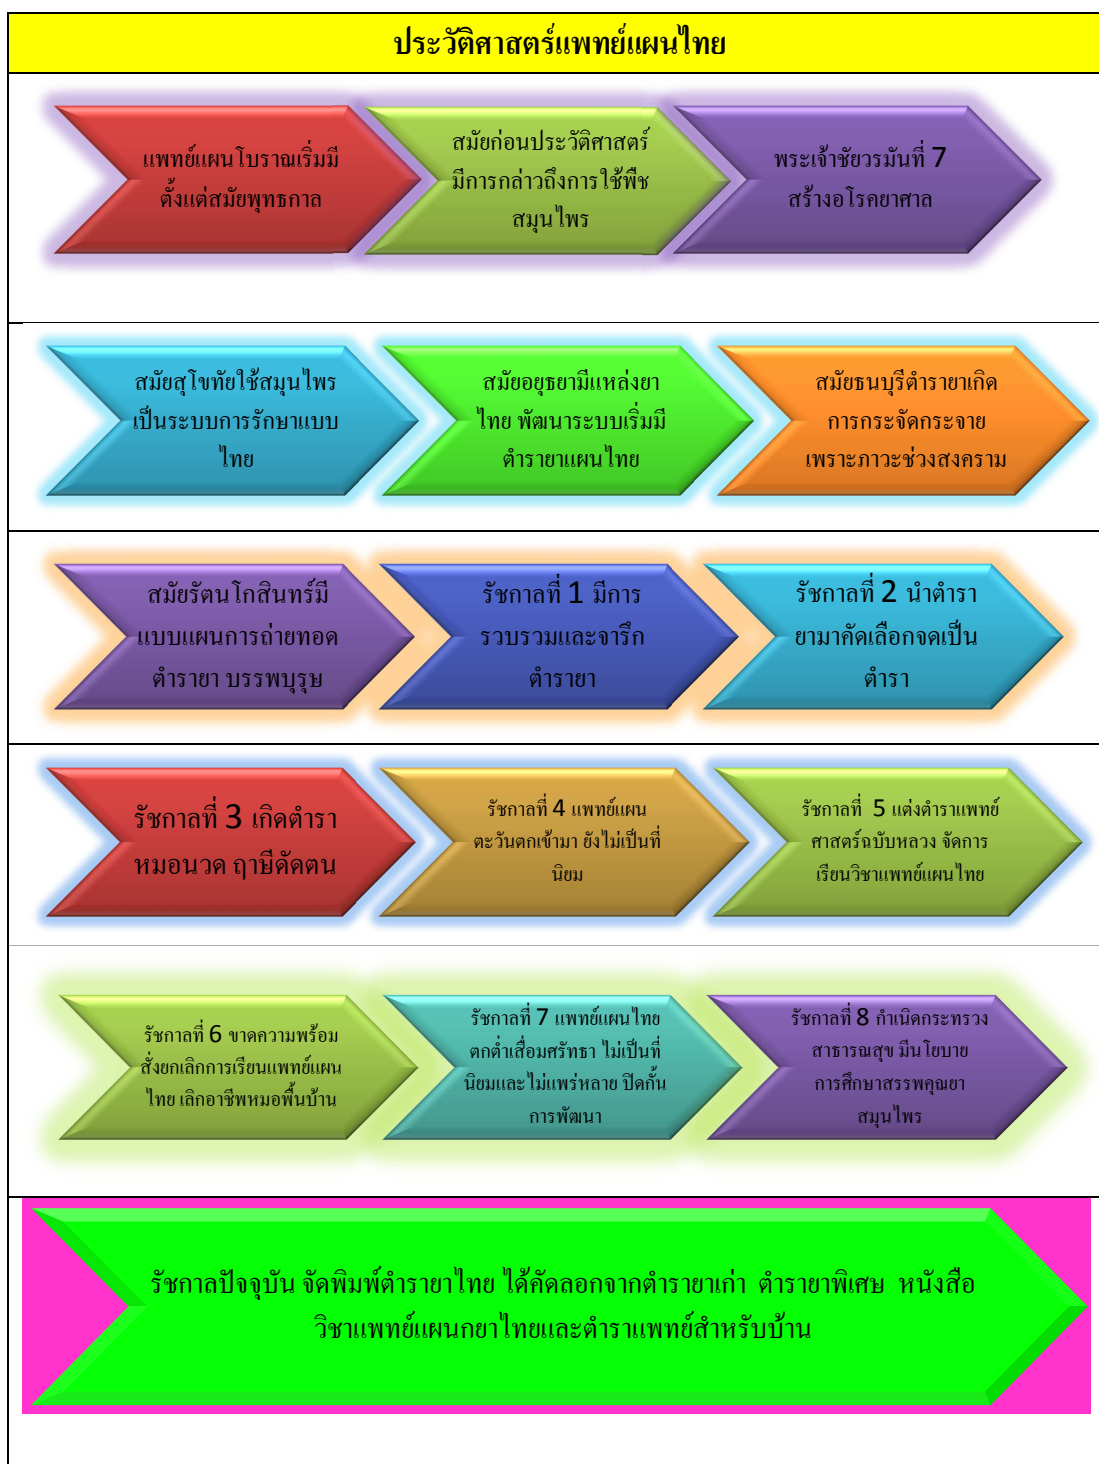 ประวัติศาสตร์แพทย์แผนไทย
แพทย์แผนโบราณเริ่มมี
ตั้งแต่สมัยพุทธกาล
สมัยก่อนประวัติศาสตร์
มีการกล่าวถึงการใช้พืช
สมุนไพร
พระเจ้าชัยวรมันที่ 7
สร้างอโรคยาศาล
สมัยสุโขทัยใช้สมุนไพร
เป็นระบบการรักษาแบบ
ไทย
สมัยอยุธยามีแหล่งยา
ไทย พัฒนาระบบเริ่มมี
ตำรายาแผนไทย
สมัยธนบุรีตำรายาเกิด
การกระจัดกระจาย
เพราะภาวะช่วงสงคราม
สมัยรัตนโกสินทร์มี
แบบแผนการถ่ายทอด
ตำรายา บรรพบุรุษ
รัชกาลที่ 1 มีการ
รวบรวมและจารึก
ตำรายา
รัชกาลที่ 2 นำตำรา
ยามาคัดเลือกจดเป็น
ตำรา
รัชกาลที่ 3 เกิดตำรา
หมอนวด ฤาษีดัดตน
รัชกาลที่ 4 แพทย์แผน
ตะวันตกเข้ามา ยังไม่เป็นที่
นิยม
รัชกาลที่ 5 แต่งตำราแพทย์
ศาสตร์ฉบับหลวง จัดการ
เรียนวิชาแพทย์แผนไทย
รัชกาลที่ 6 ขาดความพร้อม
สั่งยกเลิกการเรียนแพทย์แผน
ไทย เลิกอาชีพหมอพื้นบ้าน
รัชกาลที่ 7 แพทย์แผนไทย
ตกต่ำเสื่อมศรัทธา ไม่เป็นที่
นิยมและไม่แพร่หลาย ปิดกั้น
การพัฒนา
รัชกาลที่ 8 กำเนิดกระทรวง
สาธารณสุข มีนโยบาย
การศึกษาสรรพคุณยา
สมุนไพร
รัชกาลปัจจุบัน จัดพิมพ์ตำรายาไทย ได้คัดลอกจากตำรายาเก่า ตำรายาพิเศษ หนังสือ
วิชาแพทย์แผนกยาไทยและตำราแพทย์สำหรับบ้าน